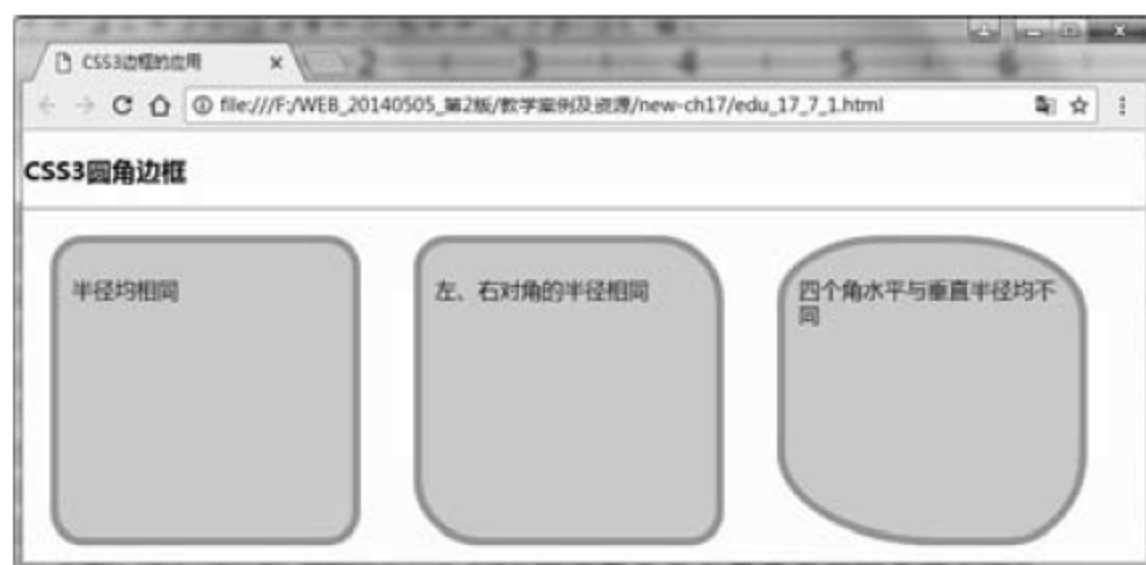 CSS3边框的应用
file:///F:/WEB_20140505_第2版/教学案例及资源/new-ch17/edu_17_7_1.html
CSS3圆角边框
半径均相同
左、右对角的半径相同
四个角水平与垂直半径均不
同